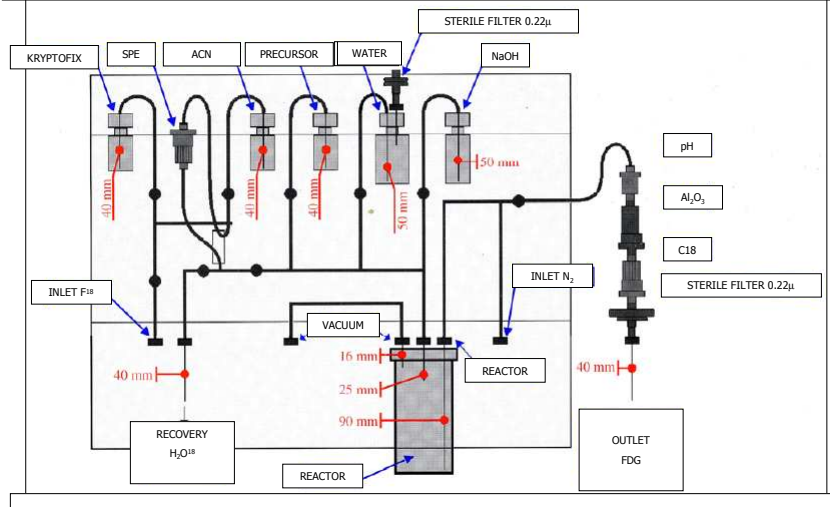 STERILE FILTER 0.22µ
KRYPTOFIX
SPE
ACN
PRECURSOR
WATER
NaOH
40 mm
40 mm
40 mm
50 mm
50 mm
pH
Al₂O₃
C18
STERILE FILTER 0.22µ
INLET F¹⁸
INLET N₂
VACUUM
16 mm
REACTOR
40 mm
25 mm
40 mm
90 mm
RECOVERY
H₂O¹⁸
OUTLET
FDG
REACTOR